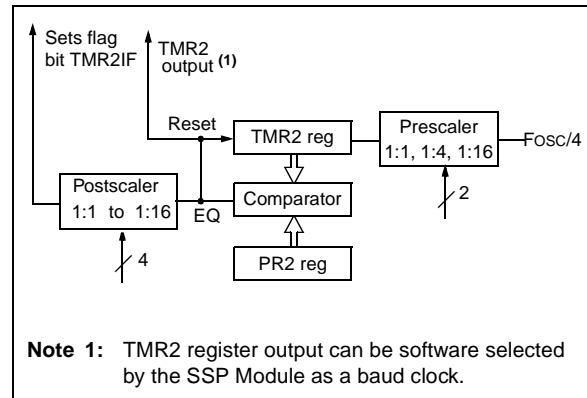 Sets flag
bit TMR2IF
TMR2
output (1)
Reset
TMR2 reg
Prescaler
1:1, 1:4, 1:16
FOSC/4
2
Postscaler
1:1 to 1:16
EQ
Comparator
4
PR2 reg
Note 1: TMR2 register output can be software selected
by the SSP Module as a baud clock.